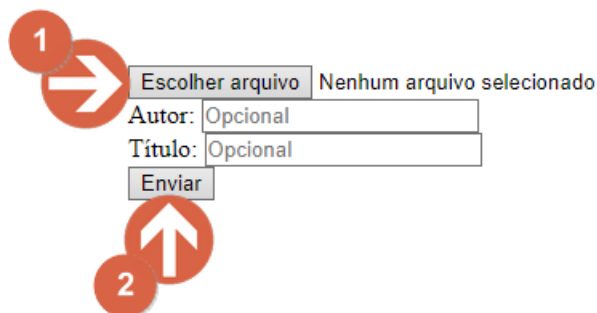 1
Escolher arquivo Nenhum arquivo selecionado
Autor: Opcional
Título: Opcional
Enviar
2